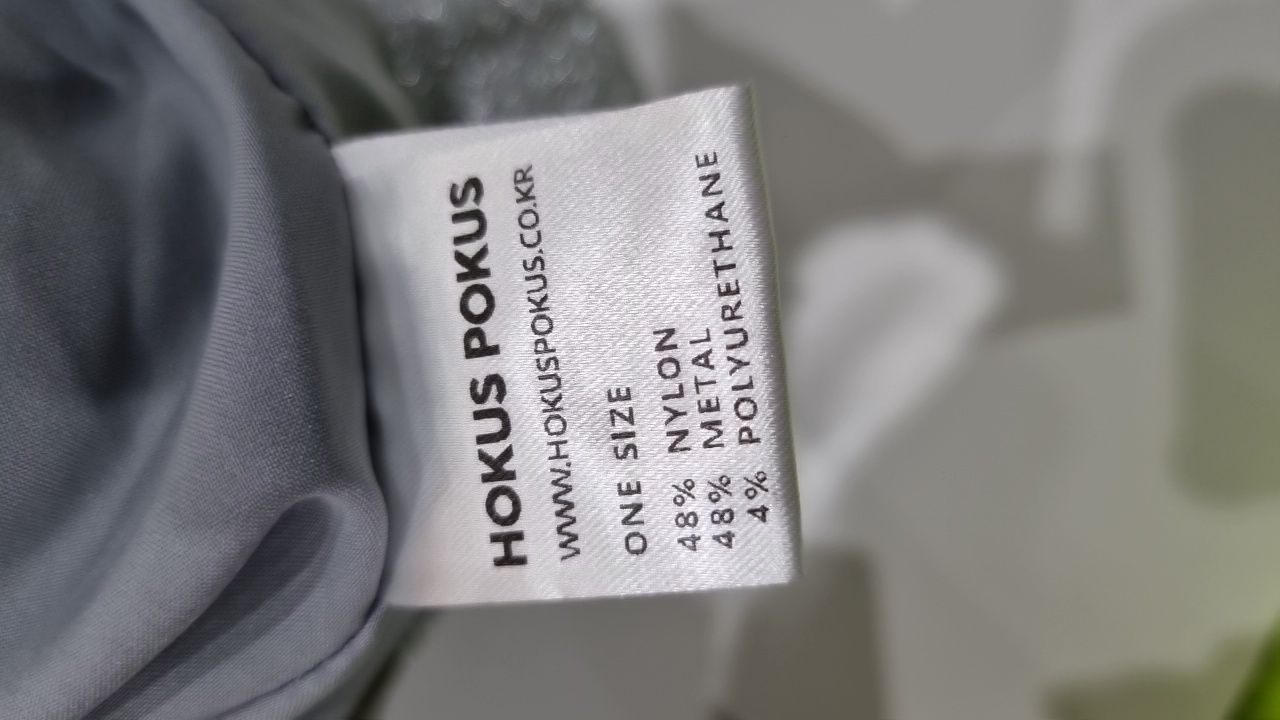 HOKUS POKUS
WWW.HOKUSPOKUS.CO.KR
ONE SIZE
48% NYLON
48% METAL
4% POLYURETHANE